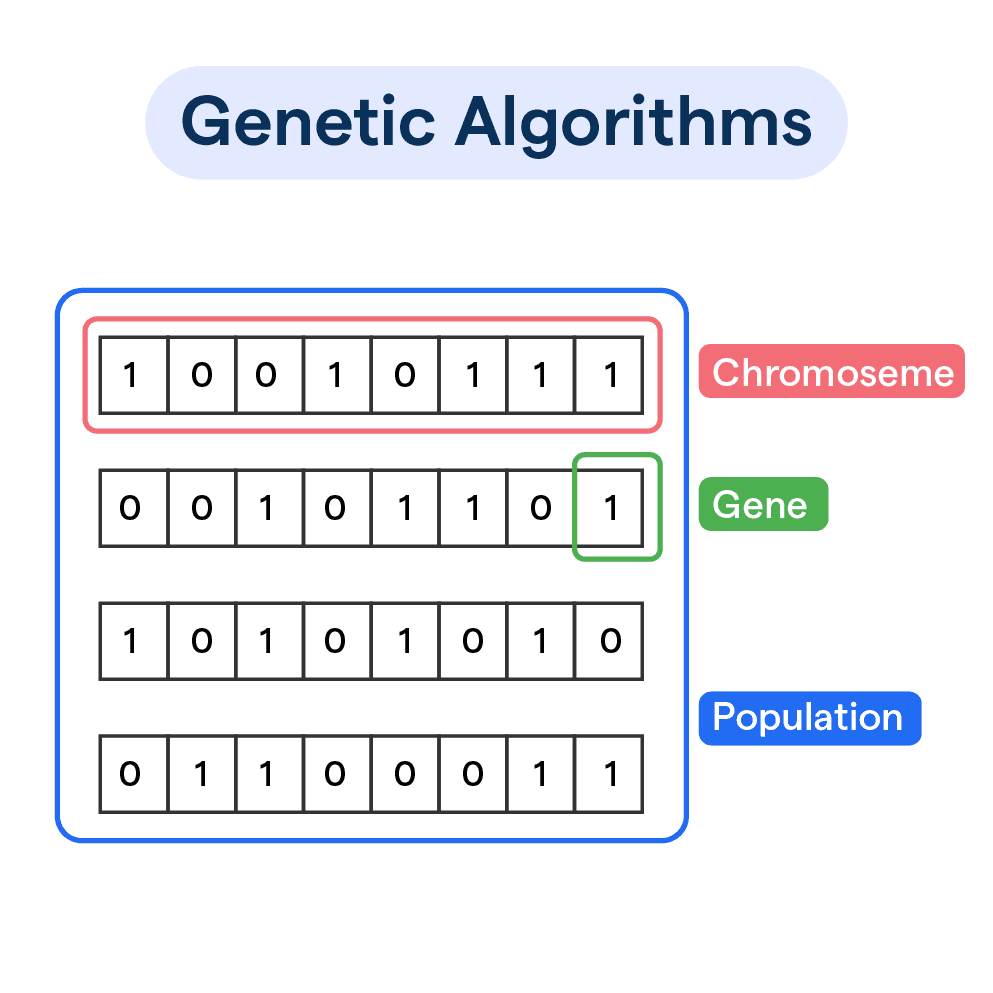 Genetic Algorithms
1 0 0 1 0 1 1 1
Chromoseme
0 0 1 0 1 1 0 1
Gene
1 0 1 0 1 0 1 0
Population
0 1 1 0 0 0 1 1